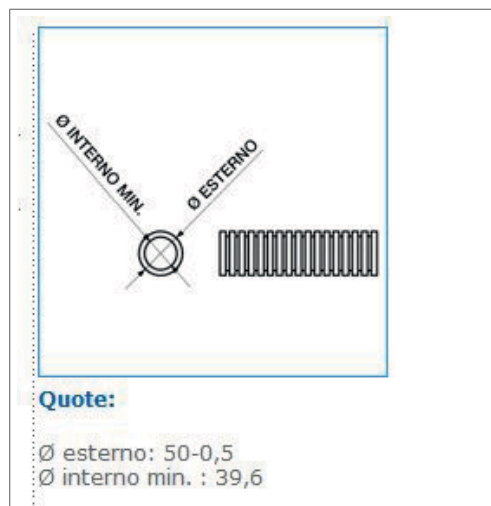 Ø INTERNO MIN.
Ø ESTERNO
Quote:
Ø esterno: 50-0,5
Ø interno min. : 39,6